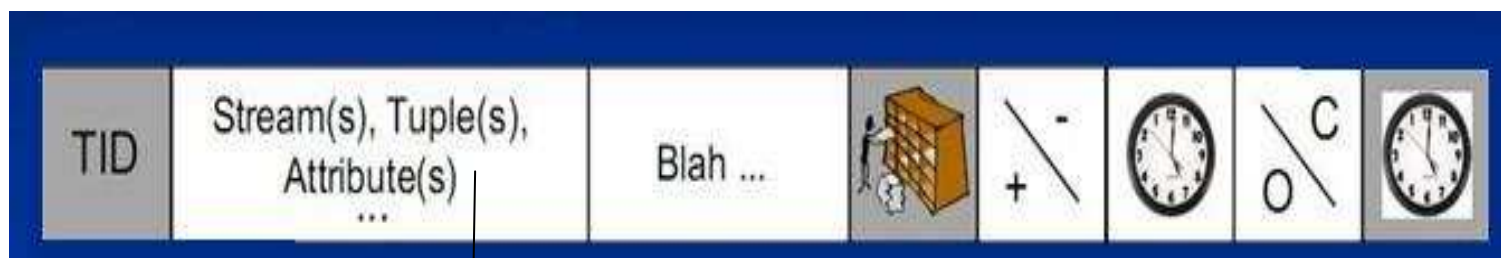 TID
Stream(s), Tuple(s),
Attribute(s)
...
Blah ...
+ -
O C